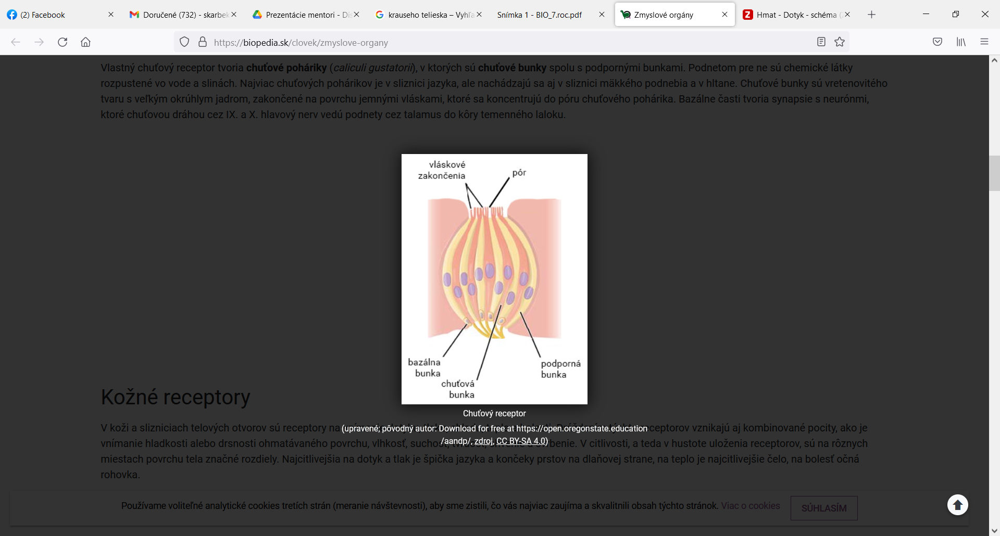 (2) Facebook
Doručené (732) - skarbek
Prezentácie mentori - Dis
krauseho telieska – Vyhľa
Snímka 1 - BIO_7.roc.pdf
Zmyslové orgány
Hmat - Dotyk - schéma (
https://biopedia.sk/clovek/zmyslove-organy
Vlastný chuťový receptor tvoria chuťové poháriky (caliculi gustatorii), v ktorých sú chuťové bunky spolu s podpornými bunkami. Podnetom pre ne sú chemické látky
rozpustené vo vode a slinách. Najviac chuťových pohárikov je v sliznici jazyka, ale nachádzajú sa aj v sliznici mäkkého podnebia a v hltane. Chuťové bunky sú vretenovitého
tvaru s veľkým okrúhlym jadrom, zakončené na povrchu jemnými vláskami, ktoré sa koncentrujú do póru chuťového pohárika. Bazálne časti tvoria synapsie s neurónmi,
ktoré chuťovou dráhou cez IX. a X. hlavový nerv vedú podnety cez talamus do kôry temenného laloku.
vláskové
zakončenia
pór
bazálna
bunka
chuťová
bunka
podporná
bunka
Chuťový receptor
(upravené; pôvodný autor: Download for free at https://open.oregonstate.education
/aandp/, zdroj, CC BY-SA 4.0)
Kožné receptory
V koži a slizniciach telových otvorov sú receptory na receptorov vznikajú aj kombinované pocity, ako je
vnímanie hladkosti alebo drsnosti ohmatávaného povrchu, vlhkosť, suchosť, V citlivosti, a teda v hustote uloženia receptorov, sú na rôznych
miestach povrchu tela značné rozdiely. Najcitlivejšia na dotyk a tlak je špička jazyka a končeky prstov na dlaňovej strane, na teplo je najcitlivejšie čelo, na bolesť očná
rohovka.
Používame voliteľné analytické cookies tretích strán (meranie návštevnosti), aby sme zistili, čo vás najviac zaujíma a skvalitnili obsah týchto stránok. Viac o cookies
SÚHLASÍM